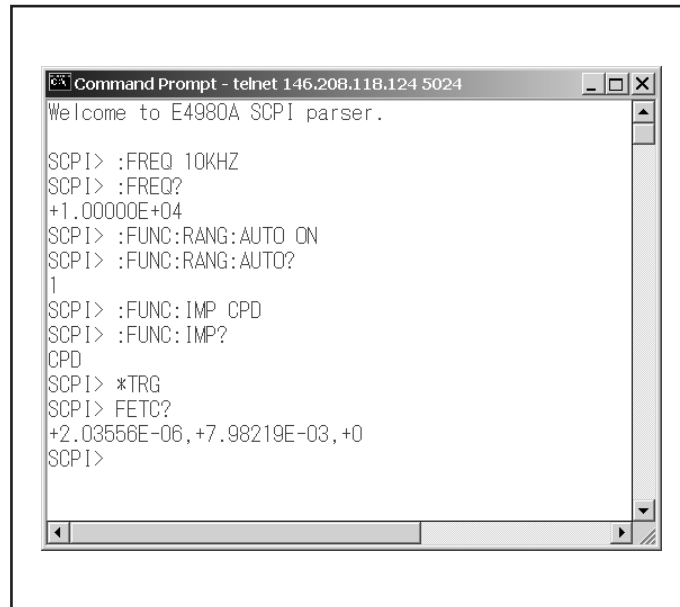 Command Prompt - telnet 146.208.118.124 5024
Welcome to E4980A SCPI parser.
SCPI> :FREQ 10KHZ
SCPI> :FREQ?
+1.00000E+04
SCPI> :FUNC:RANG:AUTO ON
SCPI> :FUNC:RANG:AUTO?
1
SCPI> :FUNC:IMP CPD
SCPI> :FUNC:IMP?
CPD
SCPI> *TRG
SCPI> FETC?
+2.03556E-06,+7.98219E-03,+0
SCPI>